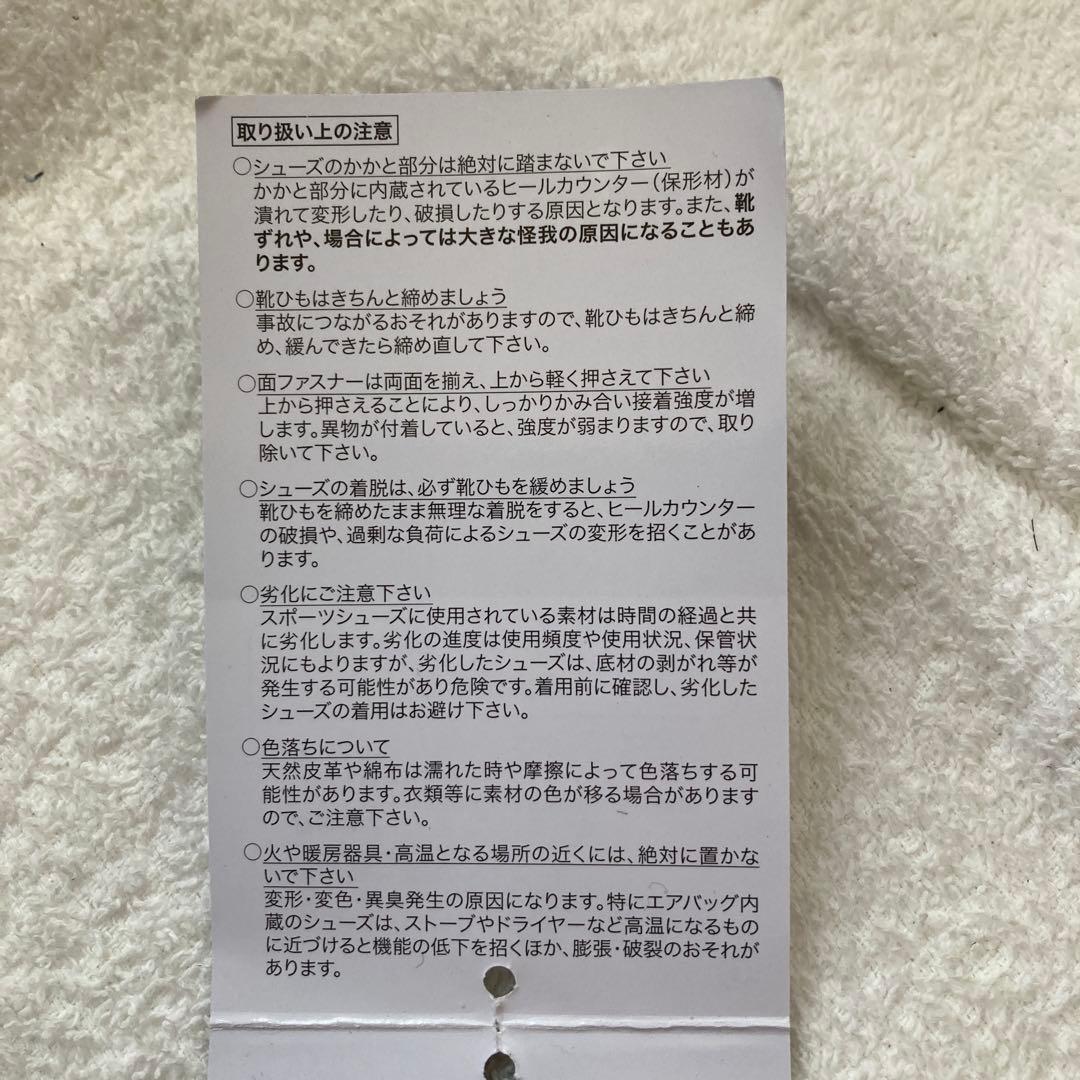 取り扱い上の注意
○シューズのかかと部分は絶対に踏まないで下さい
かかと部分に内蔵されているヒールカウンター(保形材)が
潰れて変形したり、破損したりする原因となります。また、靴
ずれや、場合によっては大きな怪我の原因になることもあ
ります。
○靴ひもはきちんと締めましょう
事故につながるおそれがありますので、靴ひもはきちんと締
め、緩んできたら締め直して下さい。
○面ファスナーは両面を揃え、上から軽く押さえて下さい
上から押さえることにより、しっかりかみ合い接着強度が増
します。異物が付着していると、強度が弱まりますので、取り
除いて下さい。
○シューズの着脱は、必ず靴ひもを緩めましょう
靴ひもを締めたまま無理な着脱をすると、ヒールカウンター
の破損や、過剰な負荷によるシューズの変形を招くことがあ
ります。
○劣化にご注意下さい
スポーツシューズに使用されている素材は時間の経過と共
に劣化します。劣化の進度は使用頻度や使用状況、保管状
況にもよりますが、劣化したシューズは、底材の剥がれ等が
発生する可能性があり危険です。着用前に確認し、劣化した
シューズの着用はお避け下さい。
○色落ちについて
天然皮革や綿布は濡れた時や摩擦によって色落ちする可
能性があります。衣類等に素材の色が移る場合があります
ので、ご注意下さい。
○火や暖房器具・高温となる場所の近くには、絶対に置かな
いで下さい
変形・変色・異臭発生の原因になります。特にエアバッグ内
蔵のシューズは、ストーブやドライヤーなど高温になるもの
に近づけると機能の低下を招くほか、膨張・破裂のおそれが
あります。